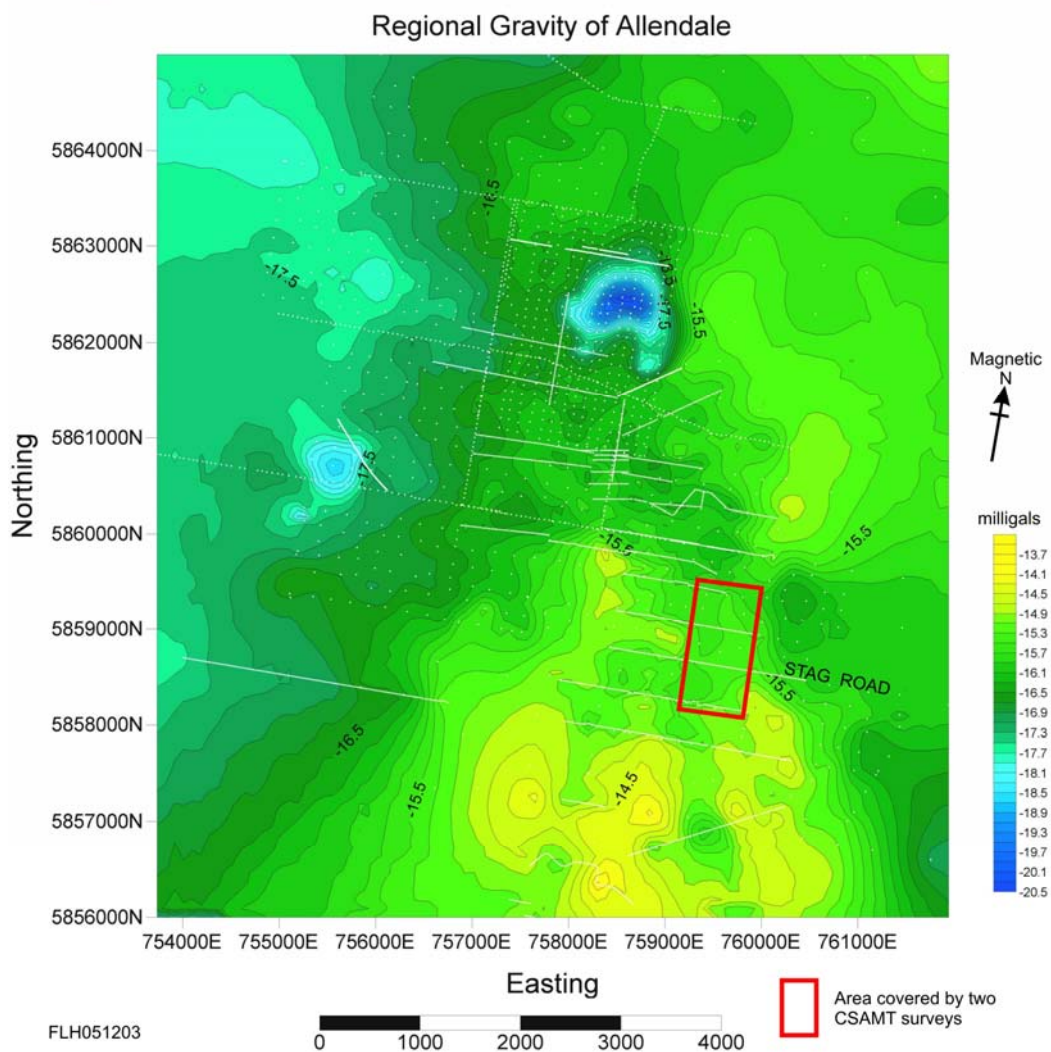 Regional Gravity of Allendale
5864000N
5863000N
5862000N
5861000N
5860000N
5859000N
5858000N
5857000N
5856000N
Northing
-16.5
-17.5
-13.5
-17.5
-15.5
-17.5
-15.5
-15.5
STAG ROAD
-15.5
-16.5
-15.5
-14.5
Magnetic
N
milligals
-13.7
-14.1
-14.5
-14.9
-15.3
-15.7
-16.1
-16.5
-16.9
-17.3
-17.7
-18.1
-18.5
-18.9
-19.3
-19.7
-20.1
-20.5
754000E 755000E 756000E 757000E 758000E 759000E 760000E 761000E
Easting
FLH051203
0 1000 2000 3000 4000
Area covered by two
CSAMT surveys